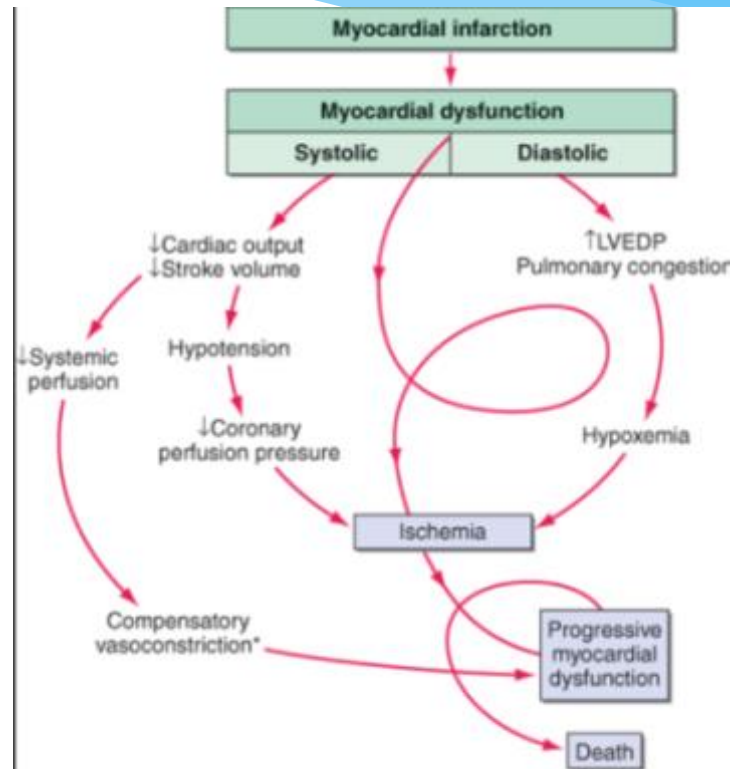 Myocardial infarction
Myocardial dysfunction
Systolic
Diastolic
↓Cardiac output
↓Stroke volume
↑LVEDP
Pulmonary congestion
↓Systemic
perfusion
Hypotension
↓Coronary
perfusion pressure
Hypoxemia
Ischemia
Compensatory
vasoconstriction*
Progressive
myocardial
dysfunction
Death